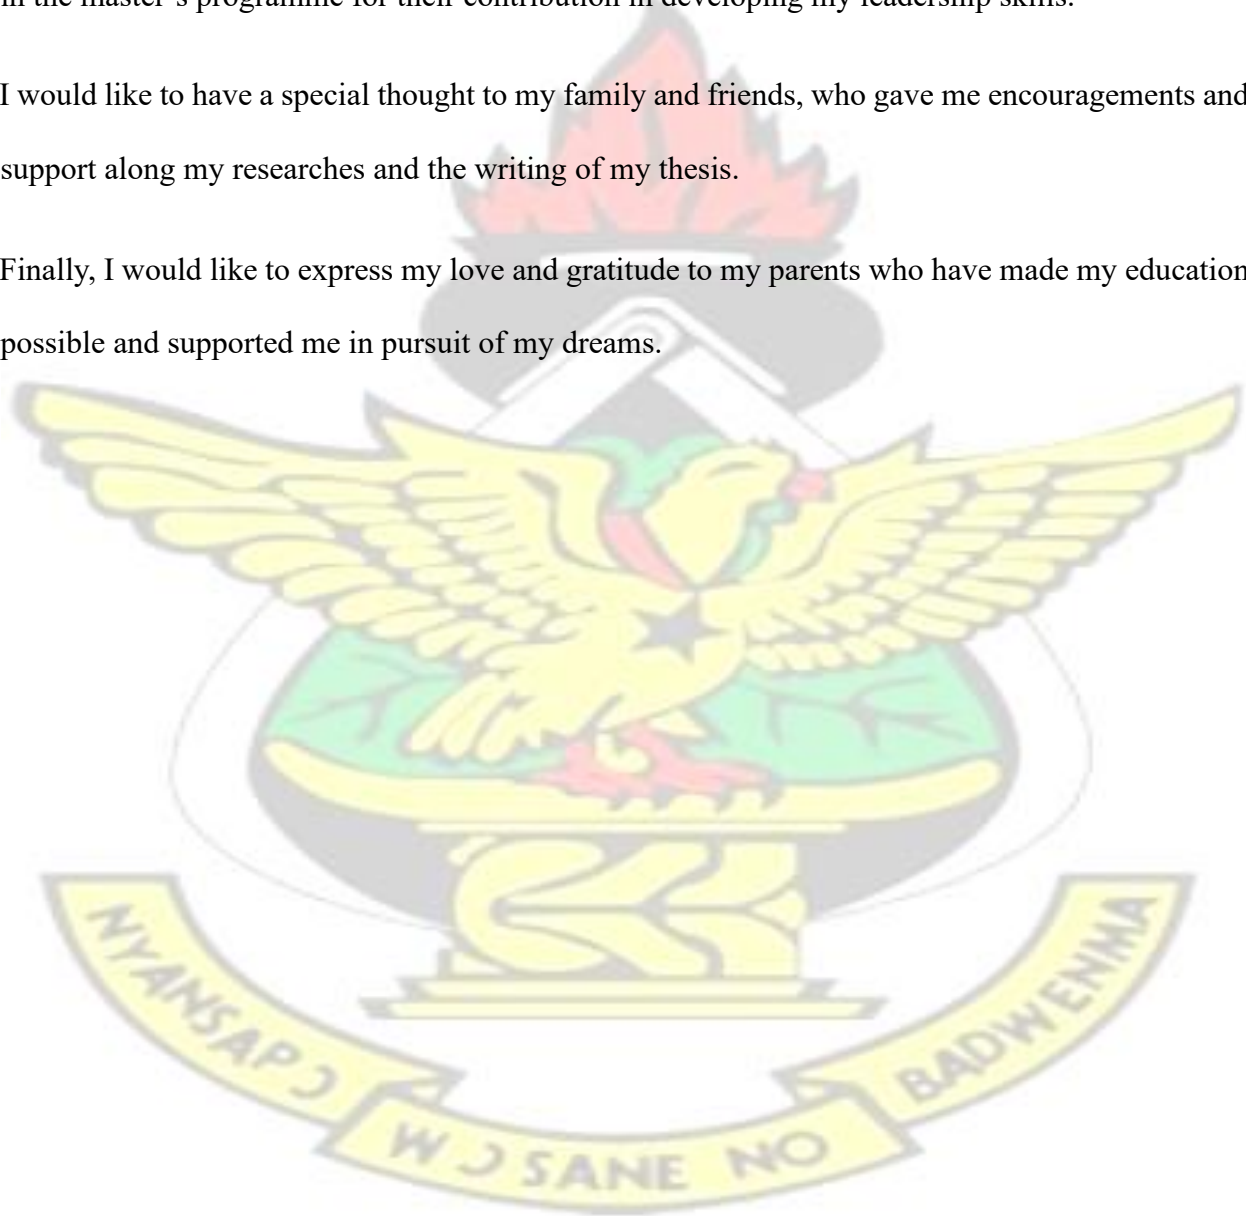 in the master's programme for their contribution in developing my leadership skills.
I would like to have a special thought to my family and friends, who gave me encouragements and
support along my researches and the writing of my thesis.
Finally, I would like to express my love and gratitude to my parents who have made my education
possible and supported me in pursuit of my dreams.
NYANSAPƆ
WƆSANE NO
BADWENMA